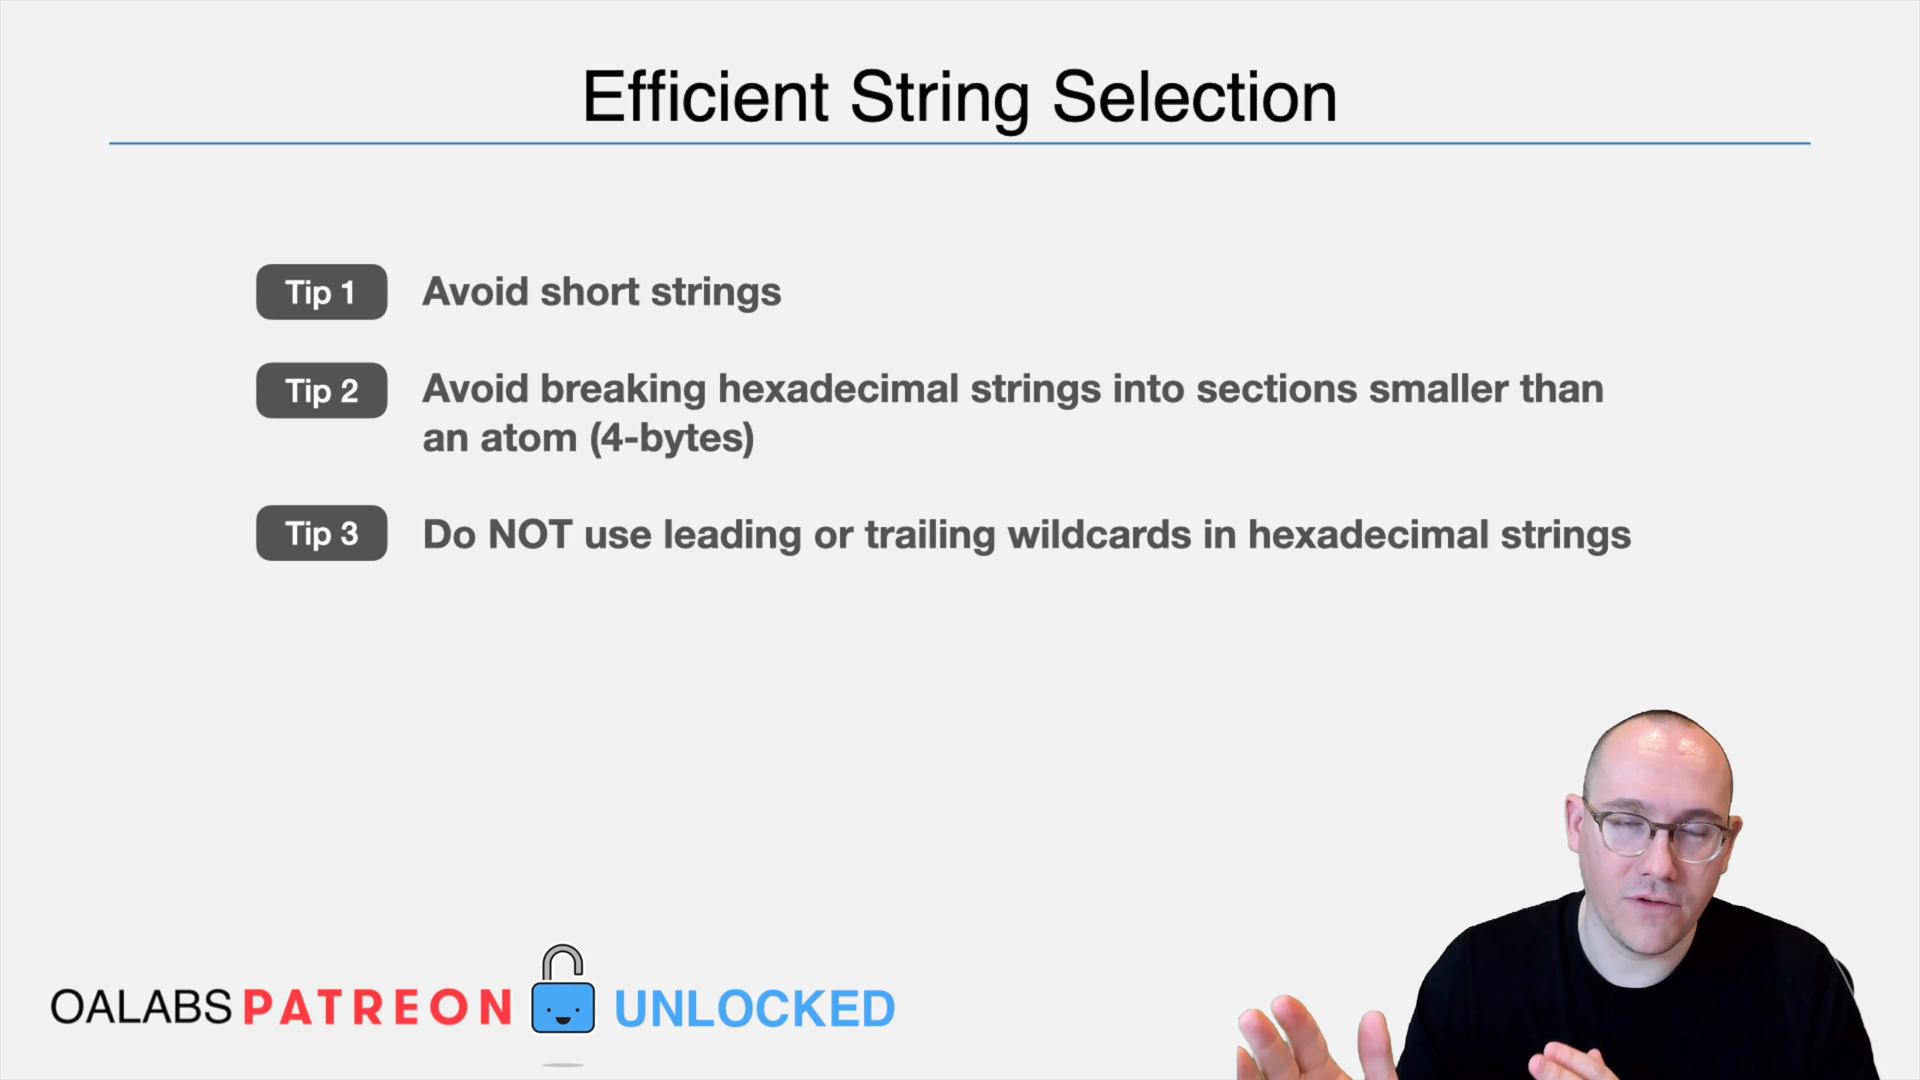 Efficient String Selection
Tip 1 Avoid short strings
Tip 2 Avoid breaking hexadecimal strings into sections smaller than
an atom (4-bytes)
Tip 3 Do NOT use leading or trailing wildcards in hexadecimal strings
OALABS PATREON UNLOCKED